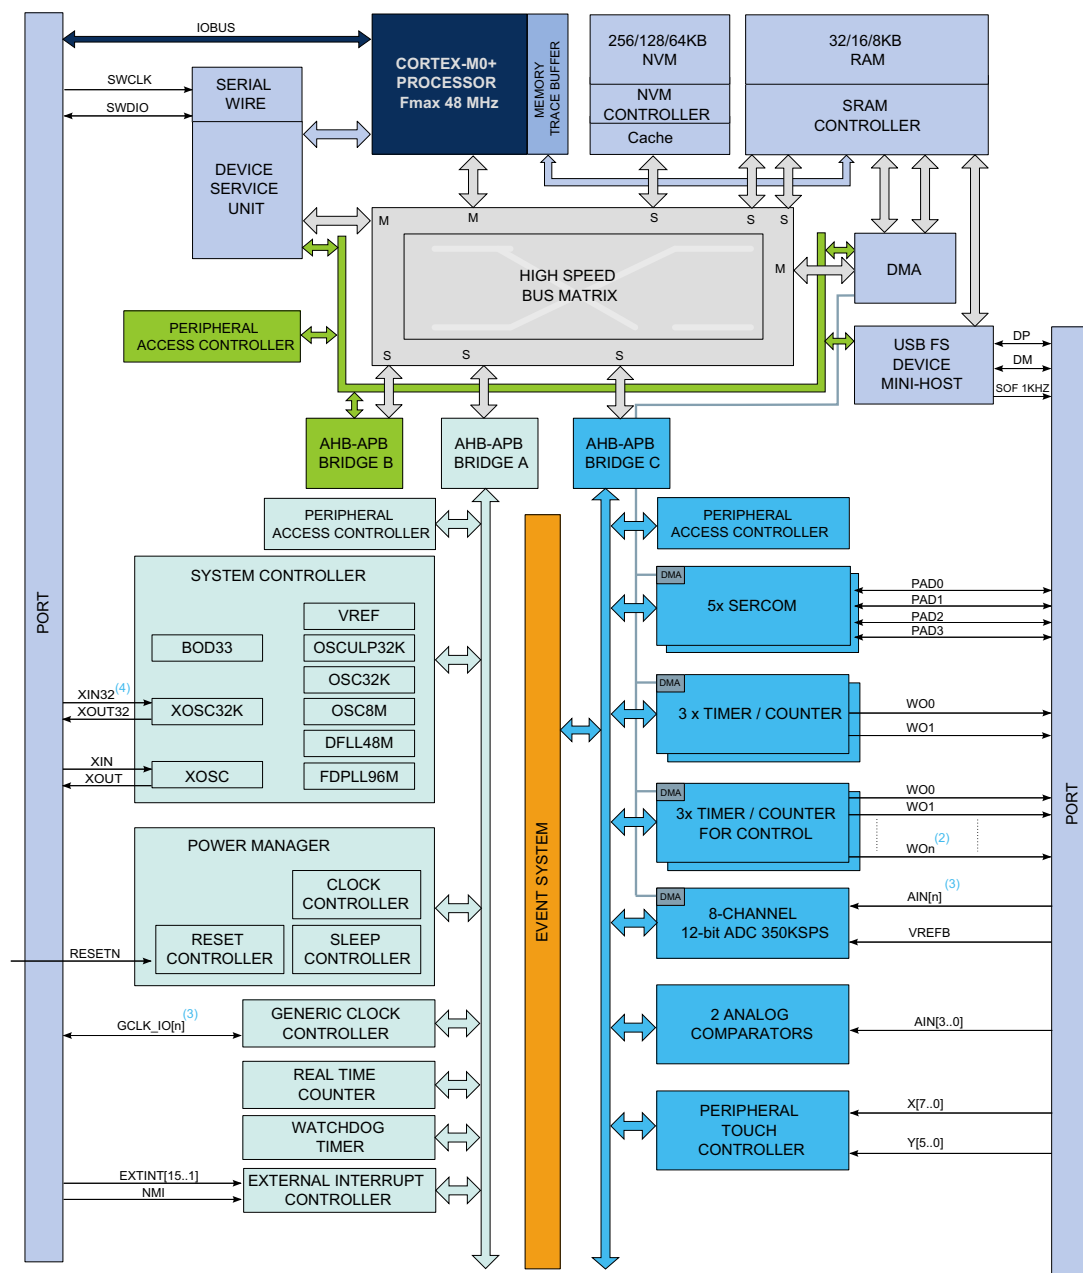 IOBUS
CORTEX-M0+
PROCESSOR
Fmax 48 MHz
MEMORY
TRACE BUFFER
256/128/64KB
NVM
NVM
CONTROLLER
Cache
32/16/8KB
RAM
SRAM
CONTROLLER
SWCLK
SWDIO
SERIAL
WIRE
DEVICE
SERVICE
UNIT
M
M
S
S
S
M
HIGH SPEED
BUS MATRIX
S
S
S
DMA
PERIPHERAL
ACCESS CONTROLLER
USB FS
DEVICE
MINI-HOST
DP
DM
SOF 1KHZ
AHB-APB
BRIDGE B
AHB-APB
BRIDGE A
AHB-APB
BRIDGE C
PERIPHERAL
ACCESS CONTROLLER
PERIPHERAL
ACCESS CONTROLLER
PORT
SYSTEM CONTROLLER
VREF
BOD33
OSCULP32K
OSC32K
XIN32(4)
XOUT32
XOSC32K
OSC8M
DFLL48M
XIN
XOUT
XOSC
FDPLL96M
EVENT SYSTEM
DMA
5x SERCOM
PAD0
PAD1
PAD2
PAD3
DMA
3 x TIMER / COUNTER
WO0
WO1
DMA
3x TIMER / COUNTER
FOR CONTROL
WO0
WO1
WOn(2)
PORT
POWER MANAGER
CLOCK
CONTROLLER
RESET
CONTROLLER
SLEEP
CONTROLLER
RESETN
DMA
8-CHANNEL
12-bit ADC 350KSPS
AIN[n](3)
VREFB
GCLK_IO[n](3)
GENERIC CLOCK
CONTROLLER
2 ANALOG
COMPARATORS
AIN[3..0]
REAL TIME
COUNTER
WATCHDOG
TIMER
PERIPHERAL
TOUCH
CONTROLLER
X[7..0]
Y[5..0]
EXTINT[15..1]
NMI
EXTERNAL INTERRUPT
CONTROLLER